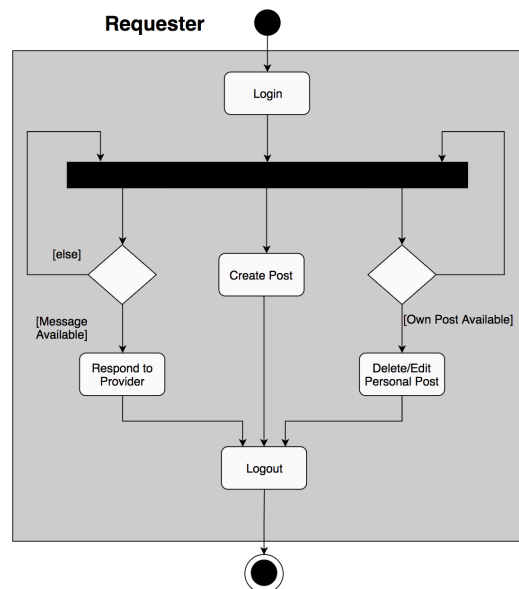 Requester
Login
[else]
Create Post
[Message
Available]
[Own Post Available]
Respond to
Provider
Delete/Edit
Personal Post
Logout